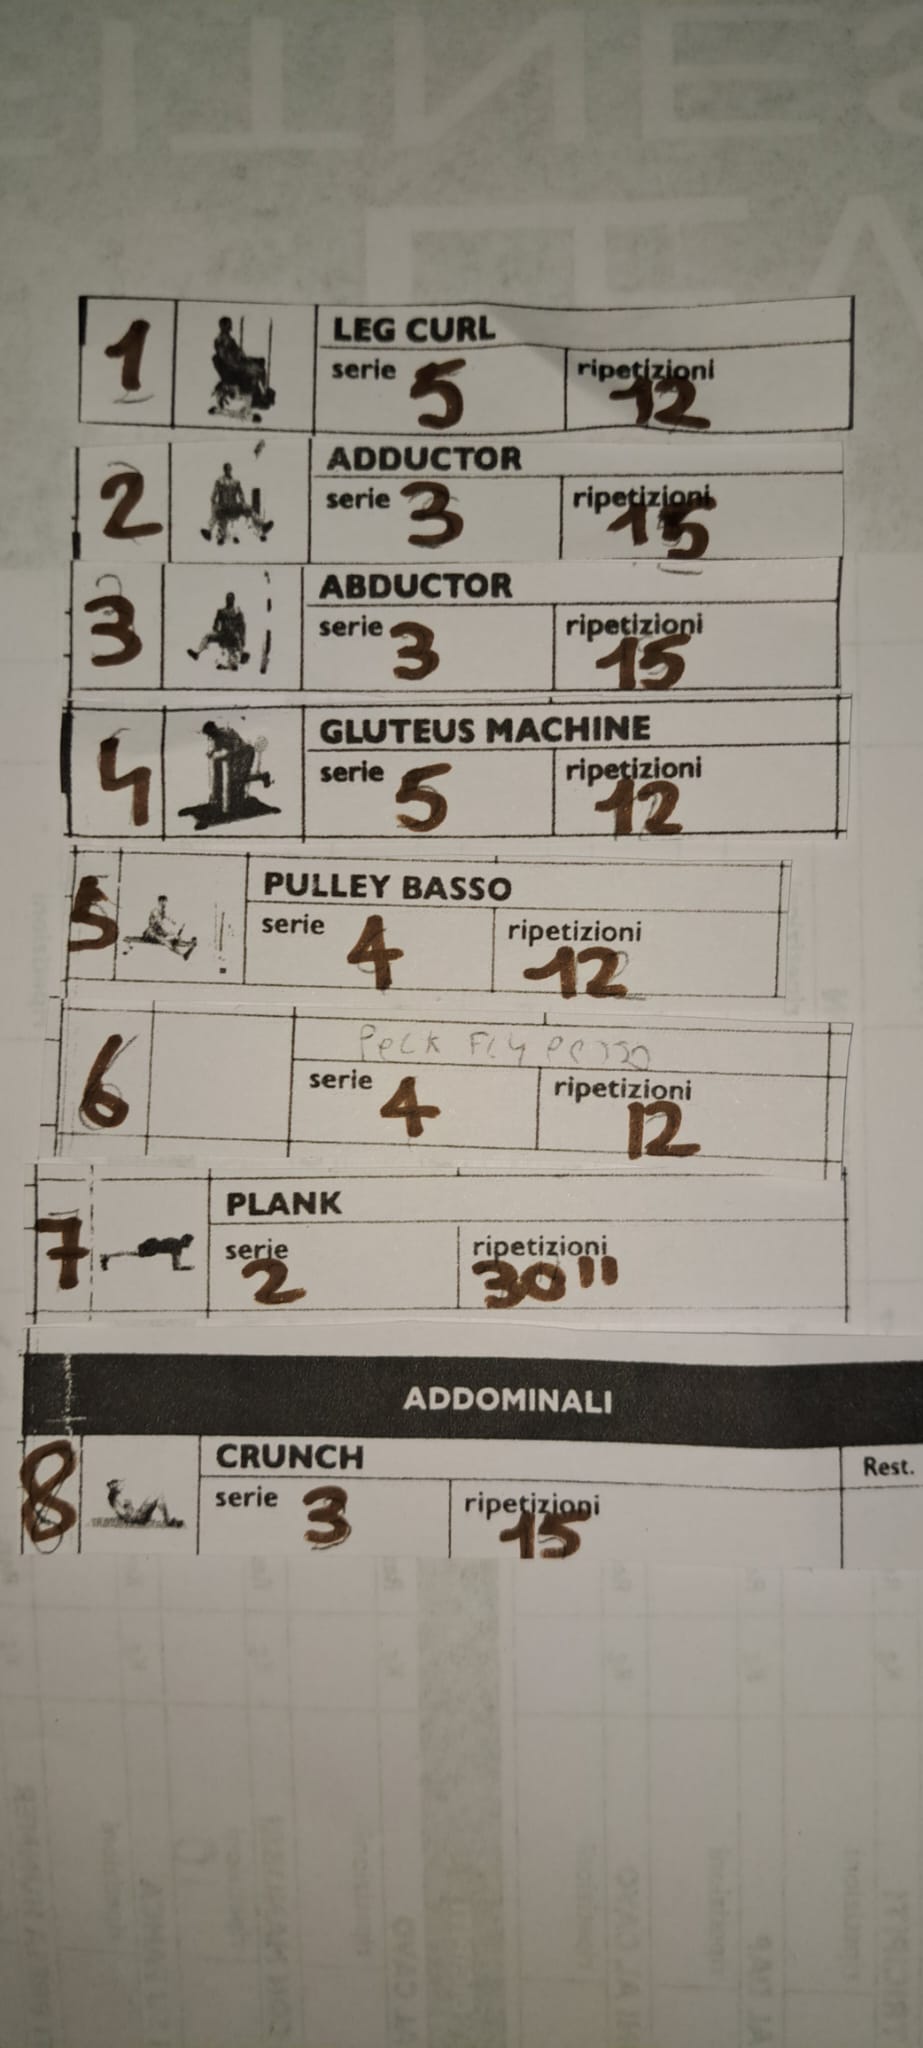 FITNES
1 LEG CURL
serie 5 ripetizioni 12
2 ADDUCTOR
serie 3 ripetizioni 15
3 ABDUCTOR
serie 3 ripetizioni 15
4 GLUTEUS MACHINE
serie 5 ripetizioni 12
5 PULLEY BASSO
serie 4 ripetizioni 12
6 Peck Fly
serie 4 ripetizioni 12
7 PLANK
serie 2 ripetizioni 30"
ADDOMINALI
8 CRUNCH Rest.
serie 3 ripetizioni 15